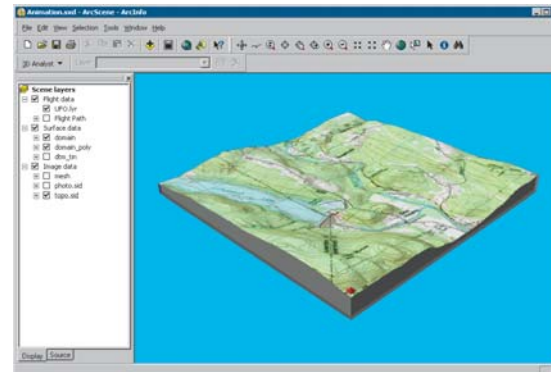 Animation.sxd - ArcScene - ArcInfo
File Edit View Selection Tools Window Help
3D Analyst Layer:
Scene layers
Flight data
UFO.lyr
Flight Path
Surface data
domain
domain_poly
dtm_tin
Image data
mesh
photo.sid
topo.sid
Display Source